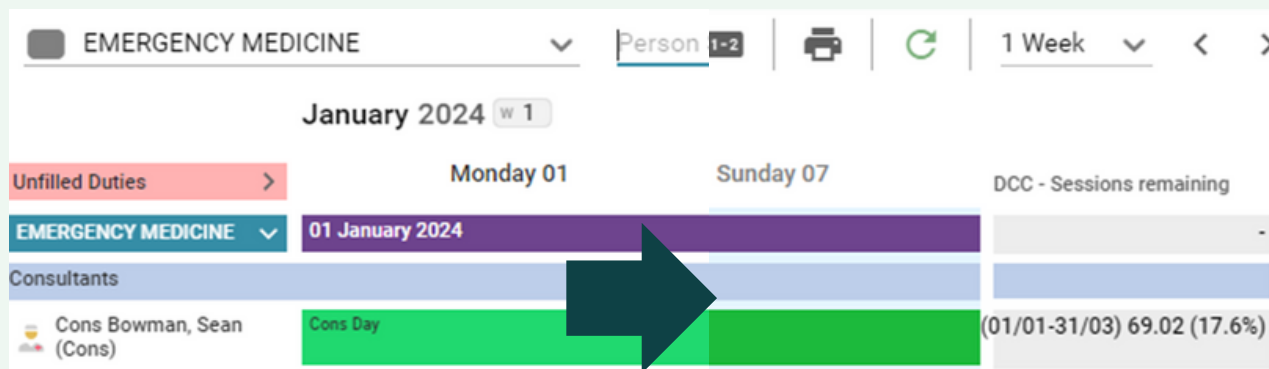 EMERGENCY MEDICINE Person 1-2 1 Week
January 2024 w 1
Unfilled Duties Monday 01 Sunday 07 DCC - Sessions remaining
EMERGENCY MEDICINE 01 January 2024 -
Consultants
Cons Bowman, Sean Cons Day (01/01-31/03) 69.02 (17.6%)
(Cons)